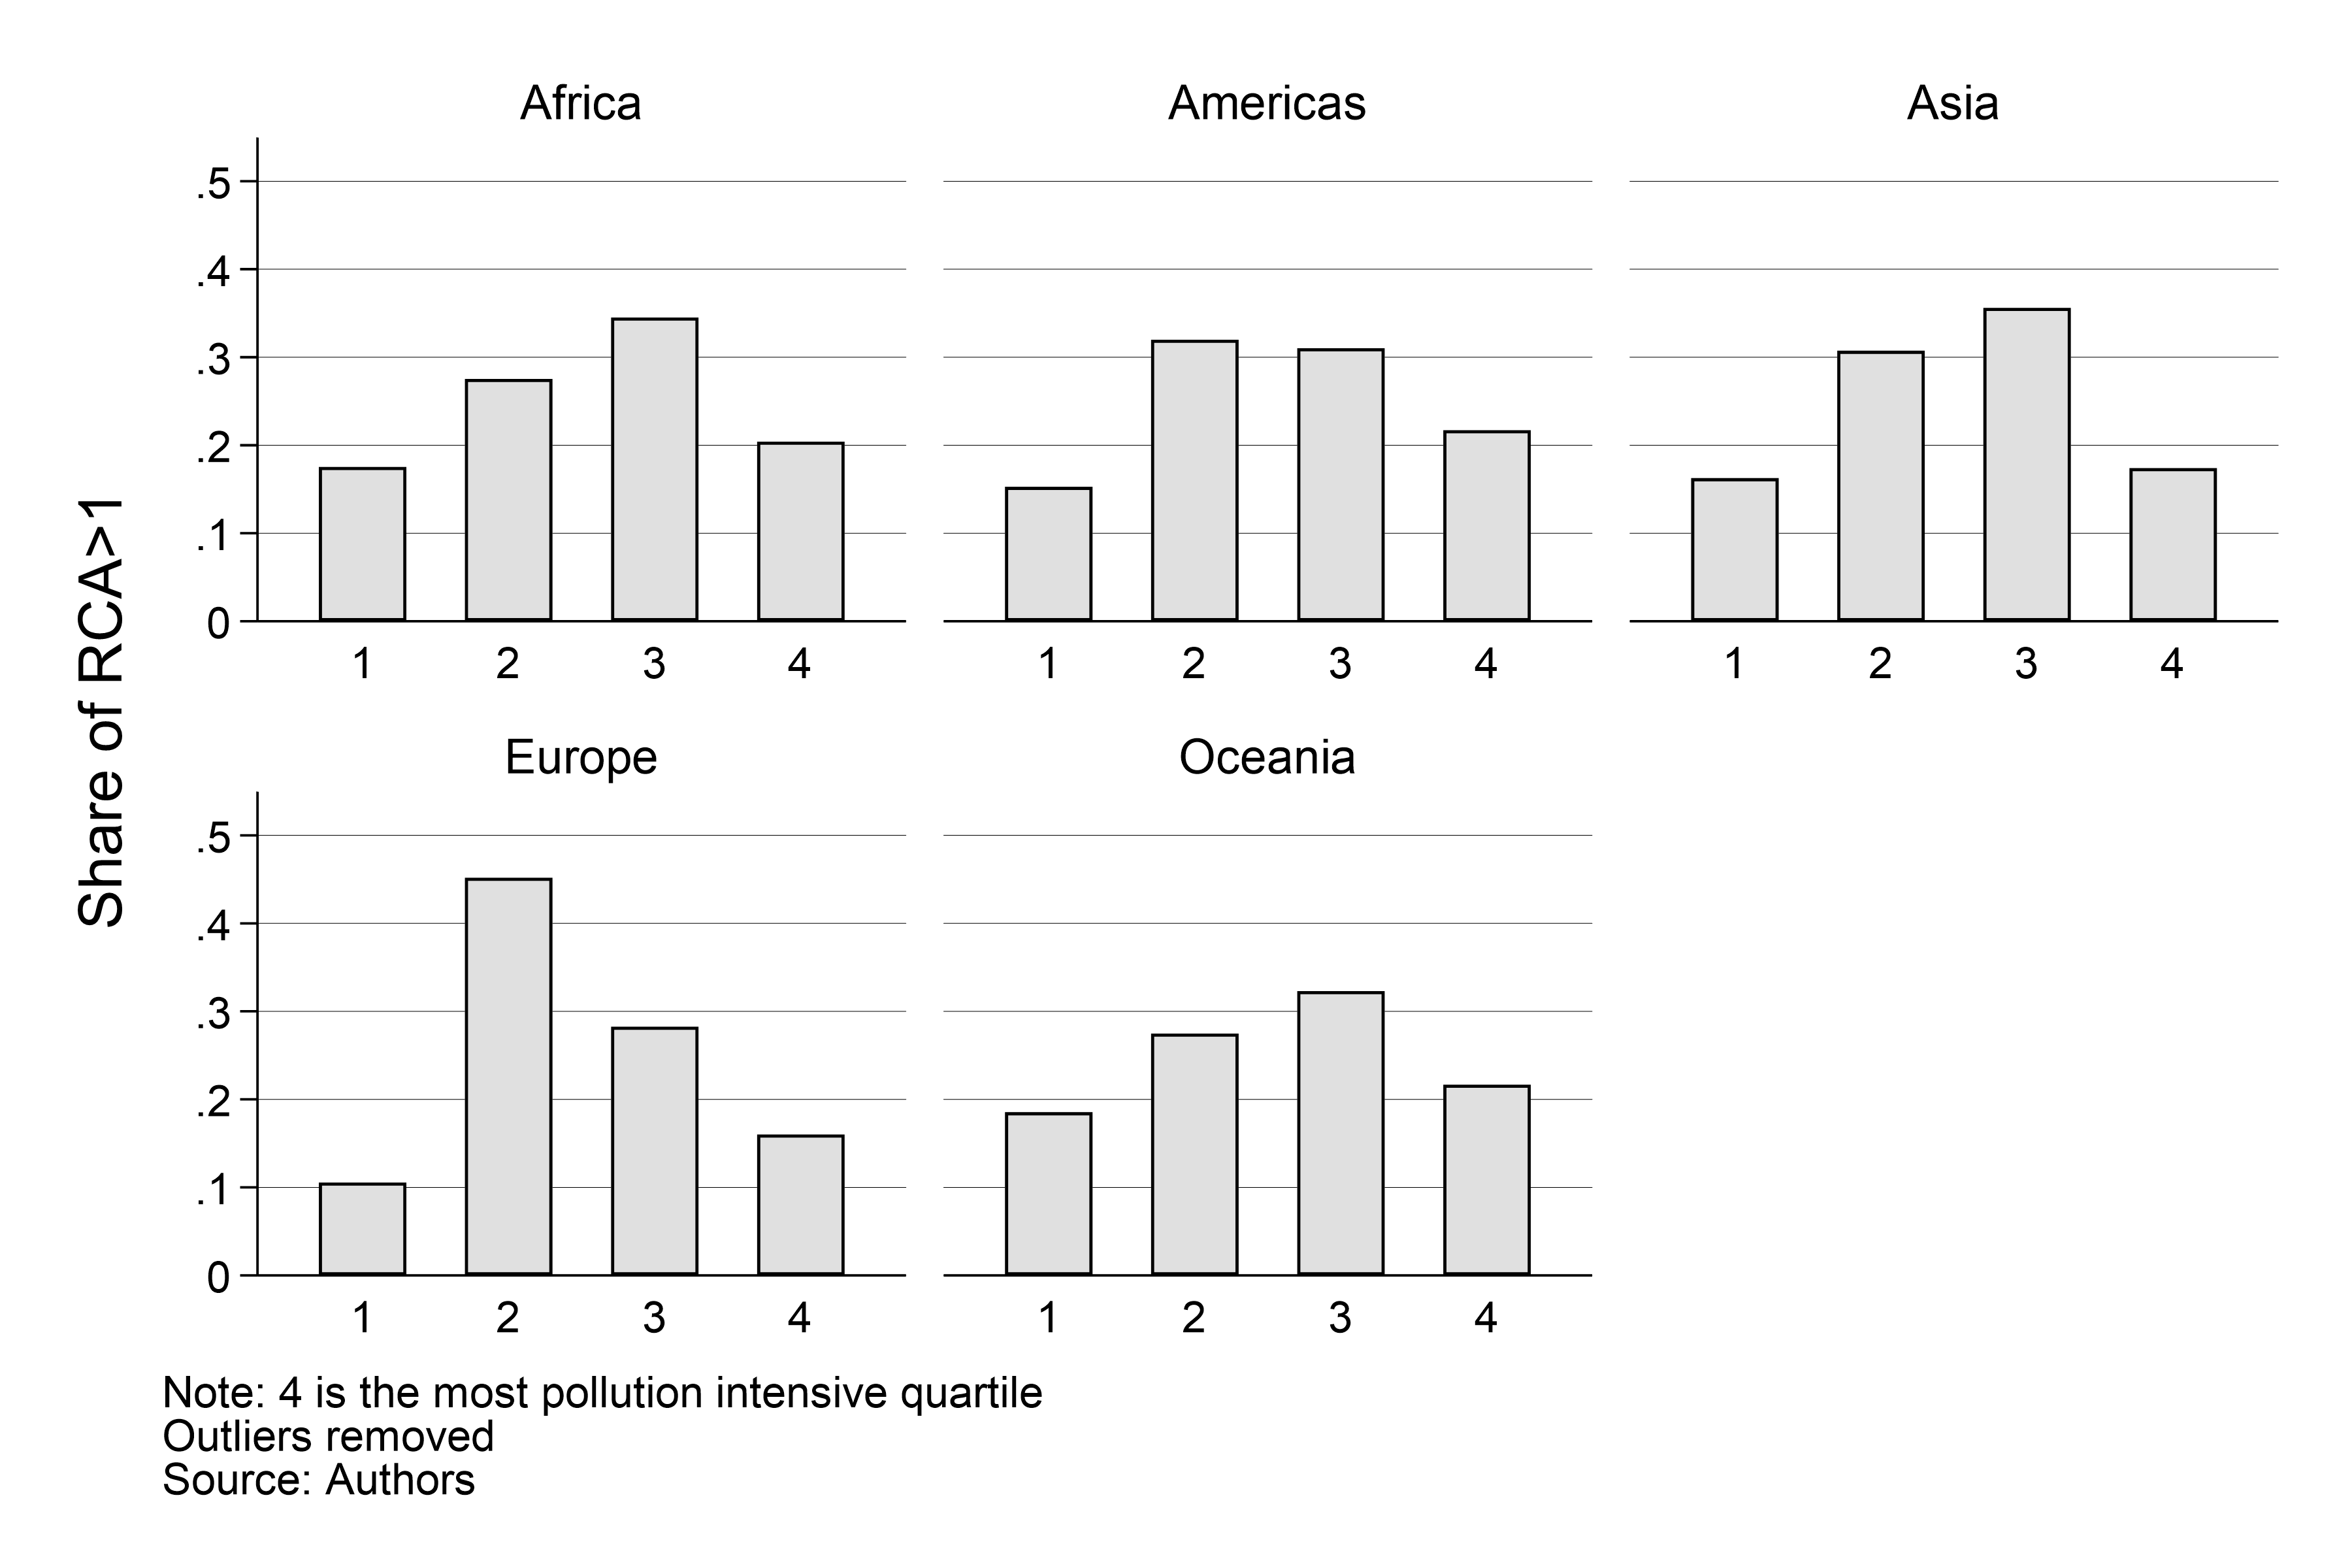 Africa
Americas
Asia
.5
.4
.3
.2
.1
0
1 2 3 4
1 2 3 4
1 2 3 4
Share of RCA>1
Europe
Oceania
.5
.4
.3
.2
.1
0
1 2 3 4
1 2 3 4
Note: 4 is the most pollution intensive quartile
Outliers removed
Source: Authors